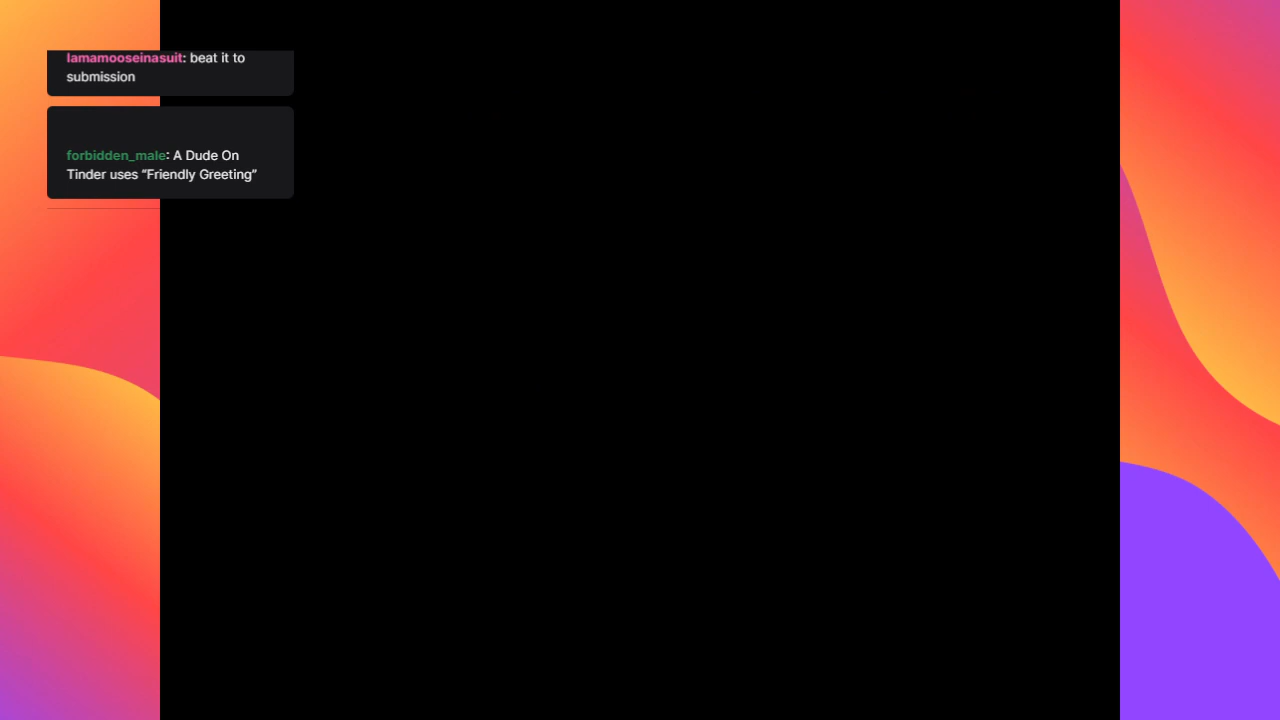 Iamamooseinasuit: beat it to
submission
forbidden_male: A Dude On
Tinder uses “Friendly Greeting”